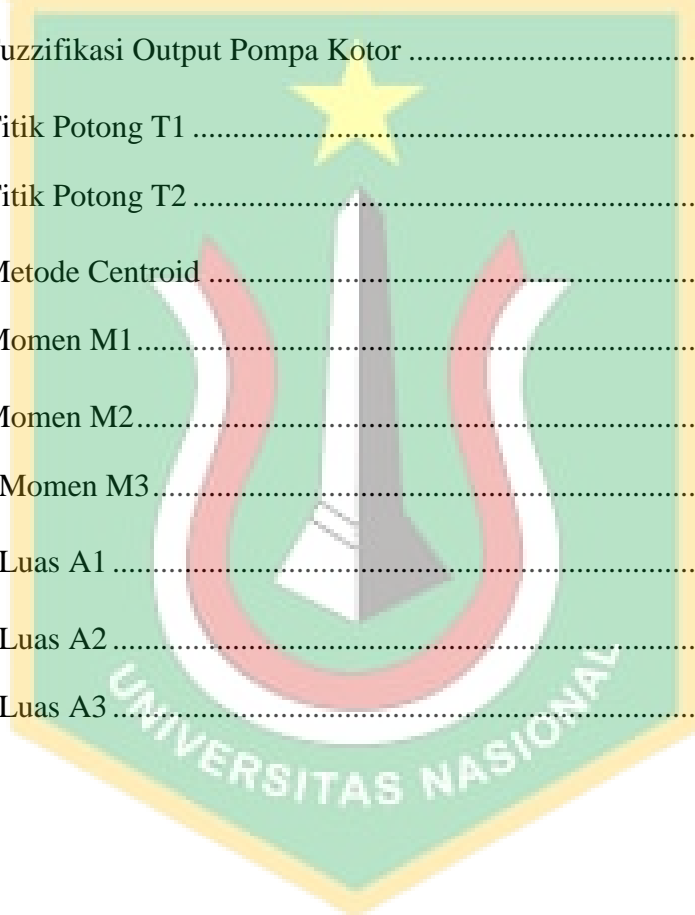 uzzifikasi Output Pompa Kotor ........................................
Titik Potong T1 ........................................
Titik Potong T2 ........................................
Metode Centroid ........................................
Momen M1 ........................................
Momen M2 ........................................
Momen M3 ........................................
Luas A1 ........................................
Luas A2 ........................................
Luas A3 ........................................
UNIVERSITAS NASIONAL